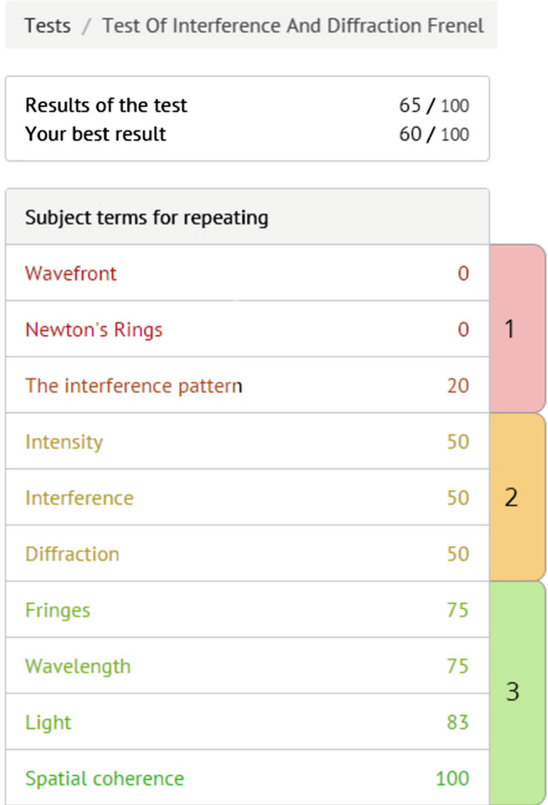 Tests / Test Of Interference And Diffraction Frenel
Results of the test 65 / 100
Your best result 60 / 100
Subject terms for repeating
Wavefront 0
Newton's Rings 0
1
The interference pattern 20
Intensity 50
Interference 50
2
Diffraction 50
Fringes 75
Wavelength 75
3
Light 83
Spatial coherence 100